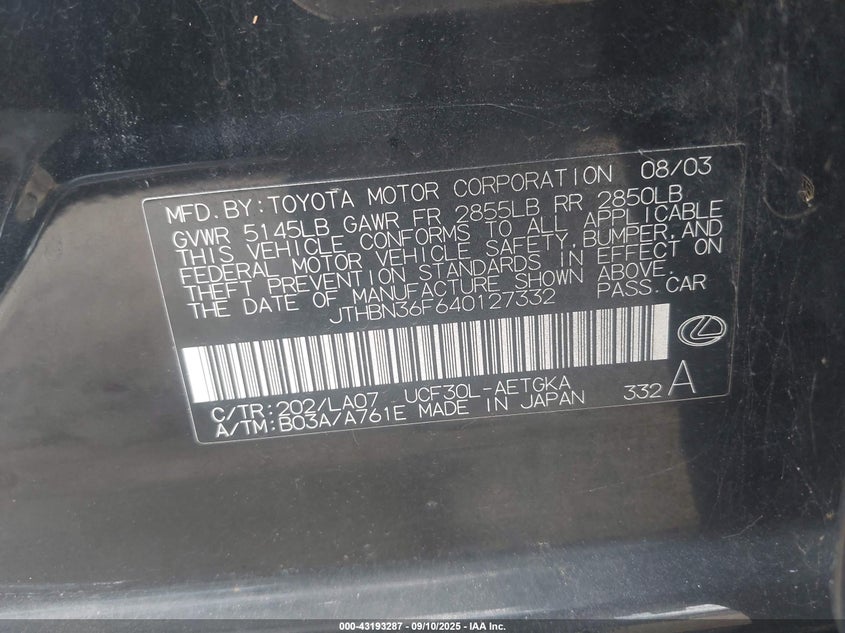 MFD. BY: TOYOTA MOTOR CORPORATION 08/03
GVWR 5145LB GAWR FR 2855LB RR 2850LB
THIS VEHICLE CONFORMS TO ALL APPLICABLE
FEDERAL MOTOR VEHICLE SAFETY, BUMPER, AND
THEFT PREVENTION STANDARDS IN EFFECT ON
THE DATE OF MANUFACTURE SHOWN ABOVE.
JTHBN36F640127332 PASS. CAR
C/TR: 202/LA07 UCF30L-AETGKA
A/TM: B03A/A761E MADE IN JAPAN 332 A
000-43193287 - 09/10/2025 - IAA Inc.